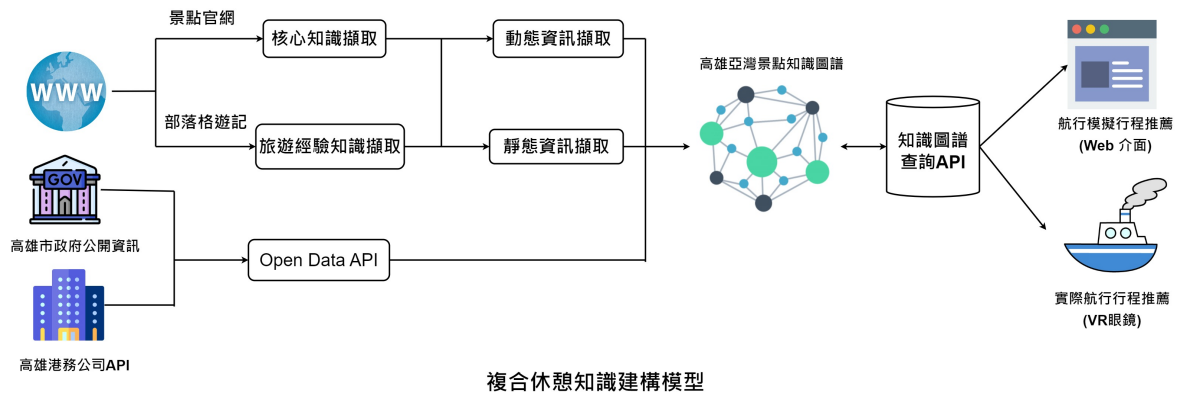 景點官網
核心知識擷取
動態資訊擷取
WWW
部落格遊記
旅遊經驗知識擷取
靜態資訊擷取
GOV
高雄市政府公開資訊
Open Data API
高雄港務公司API
高雄亞灣景點知識圖譜
知識圖譜
查詢API
航行模擬行程推薦
(Web 介面)
實際航行行程推薦
(VR眼鏡)
複合休憩知識建構模型